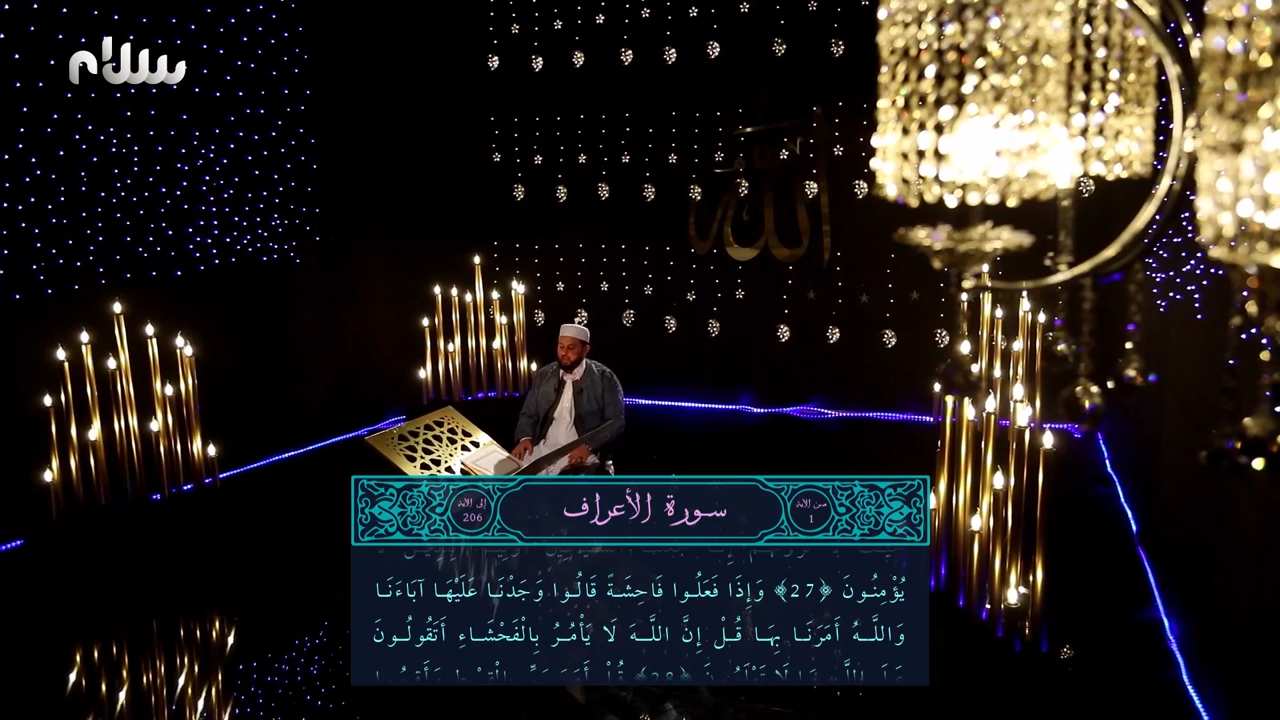 سلام
الله
سورة الأعراف
من الآية
1
إلى الآية
206
يُؤْمِنُونَ ﴿27﴾ وَإِذَا فَعَلُوا فَاحِشَةً قَالُوا وَجَدْنَا عَلَيْهَا آبَاءَنَا
وَاللَّهُ أَمَرَنَا بِهَا قُلْ إِنَّ اللَّهَ لَا يَأْمُرُ بِالْفَحْشَاءِ أَتَقُولُونَ